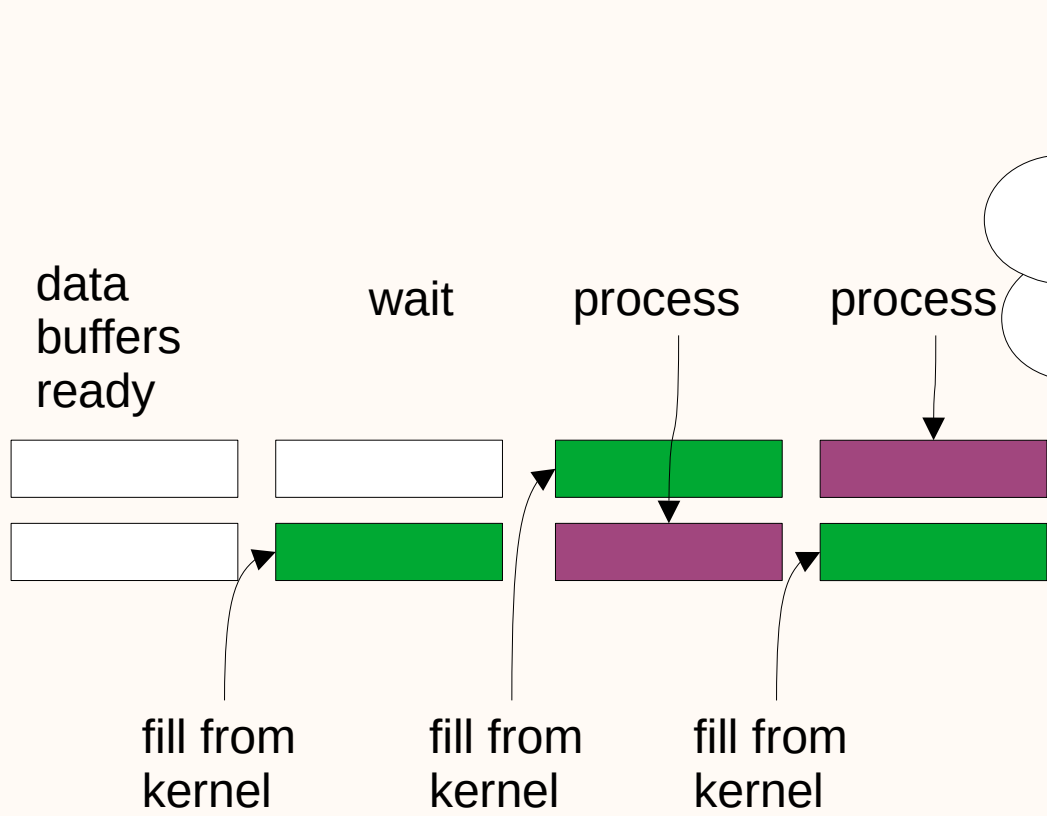 data
buffers
ready
wait
process
process
fill from
kernel
fill from
kernel
fill from
kernel